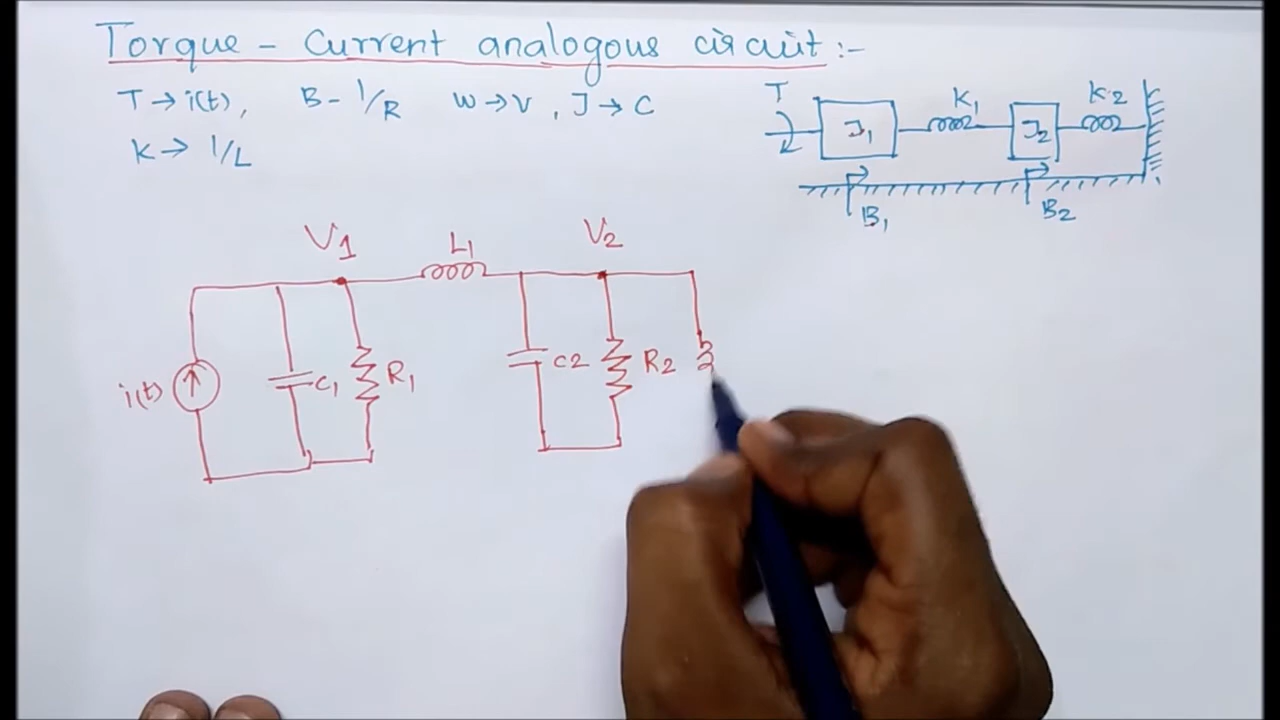 Torque - Current analogous circuit :-
T → i(t), B - 1/R W → V, J → C
K → 1/L
T J1 K1 J2 K2
B1 B2
V1 L1 V2
i(t) C1 R1 C2 R2